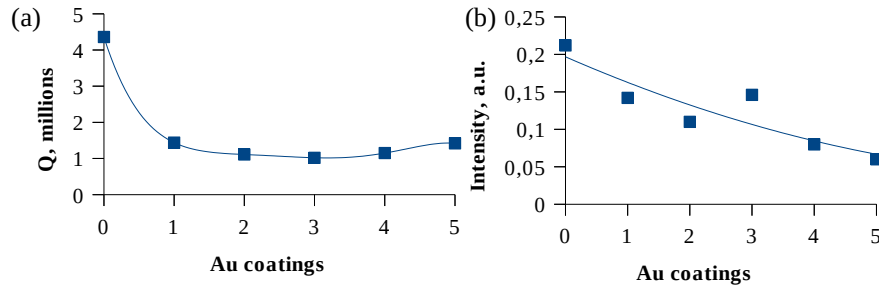 (a)
5
4
3
2
1
0
Q, millions
0 1 2 3 4 5
Au coatings
(b)
0,25
0,2
0,15
0,1
0,05
0
Intensity, a.u.
0 1 2 3 4 5
Au coatings